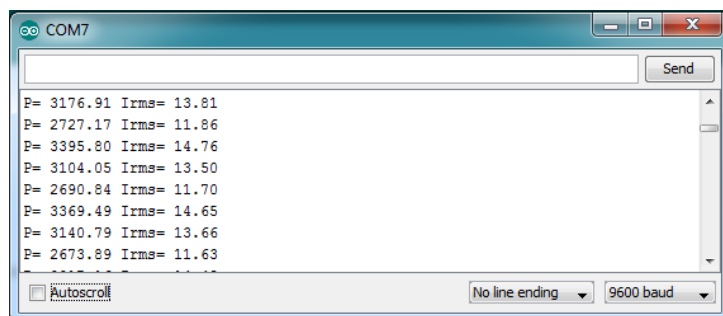 COM7
Send
P= 3176.91 Irms= 13.81
P= 2727.17 Irms= 11.86
P= 3395.80 Irms= 14.76
P= 3104.05 Irms= 13.50
P= 2690.84 Irms= 11.70
P= 3369.49 Irms= 14.65
P= 3140.79 Irms= 13.66
P= 2673.89 Irms= 11.63
Autoscroll
No line ending
9600 baud